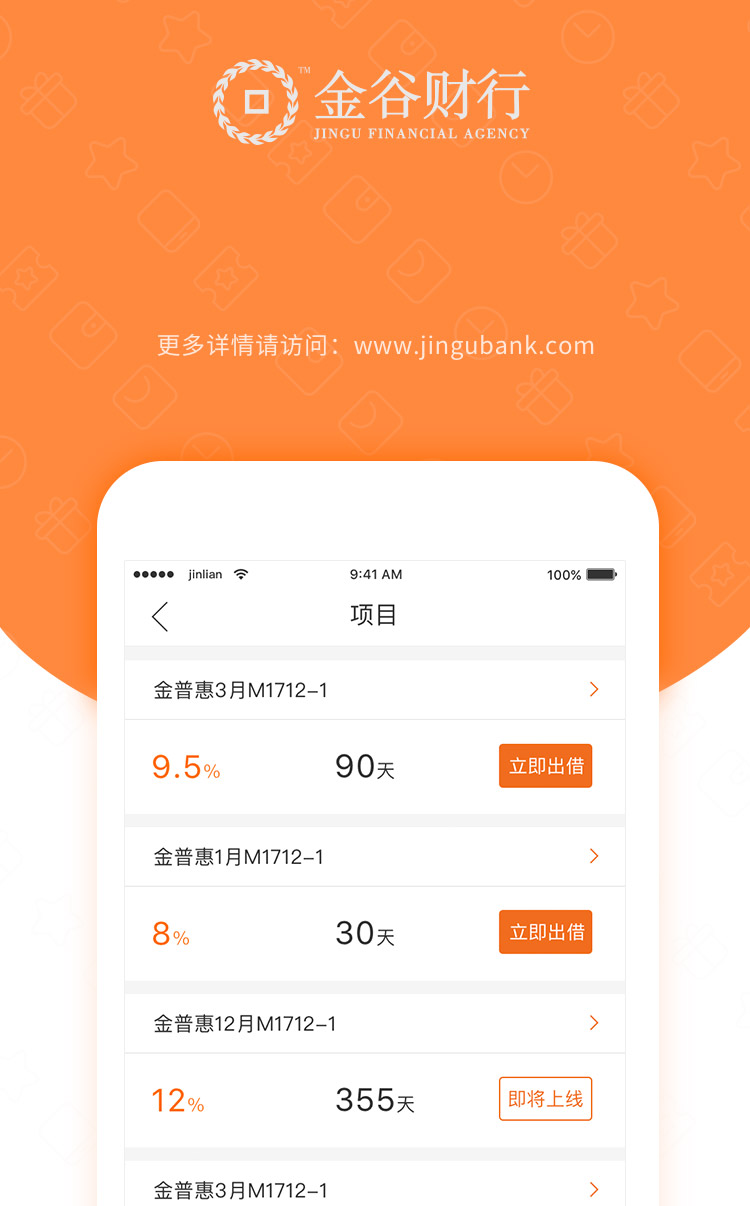 金谷财行
TM
JINGU FINANCIAL AGENCY
更多详情请访问：www.jingubank.com
jinlian 9:41 AM 100%
项目
金普惠3月M1712-1
9.5% 90天 立即出借
金普惠1月M1712-1
8% 30天 立即出借
金普惠12月M1712-1
12% 355天 即将上线
金普惠3月M1712-1